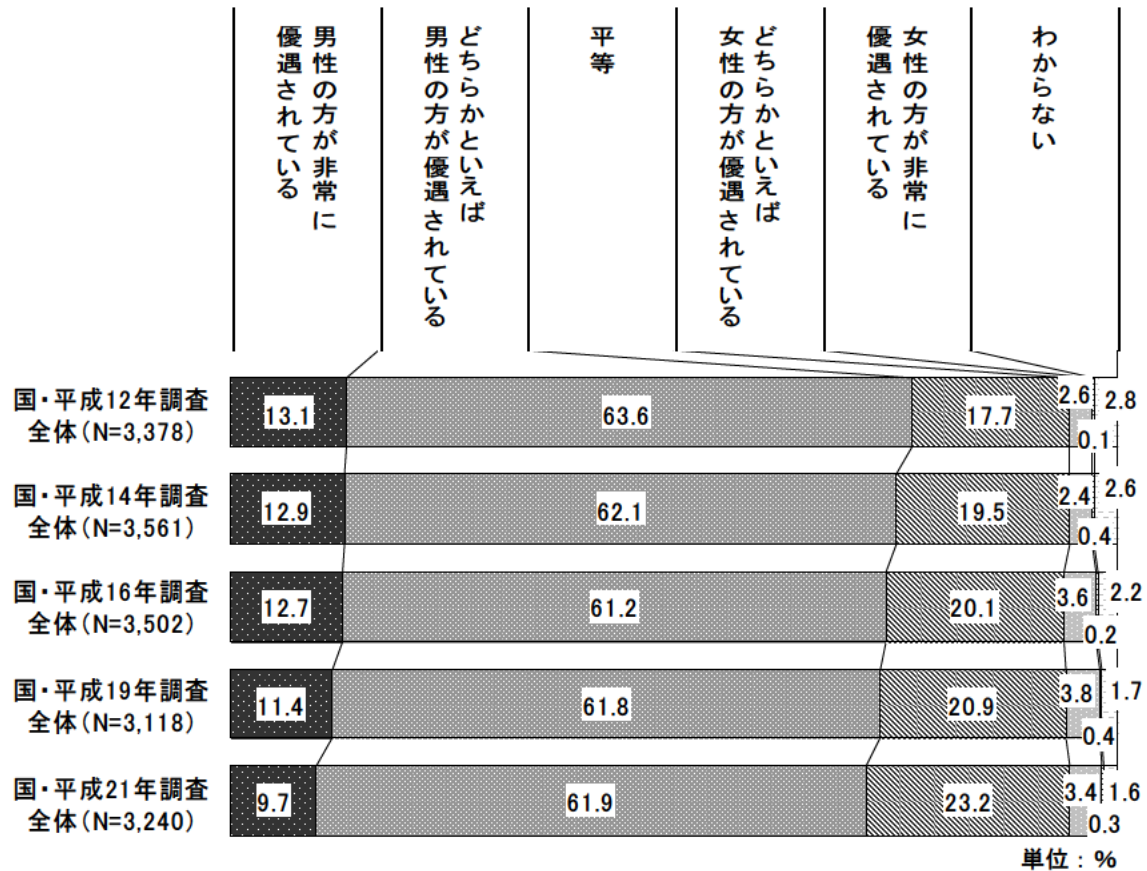 男性の方が非常に
優遇されている
どちらかといえば
男性の方が優遇されている
平等
どちらかといえば
女性の方が優遇されている
女性の方が非常に
優遇されている
わからない
国・平成12年調査
全体(N=3,378)
13.1 63.6 17.7 2.6 0.1 2.8
国・平成14年調査
全体(N=3,561)
12.9 62.1 19.5 2.4 0.4 2.6
国・平成16年調査
全体(N=3,502)
12.7 61.2 20.1 3.6 0.2 2.2
国・平成19年調査
全体(N=3,118)
11.4 61.8 20.9 3.8 0.4 1.7
国・平成21年調査
全体(N=3,240)
9.7 61.9 23.2 3.4 0.3 1.6
単位：%